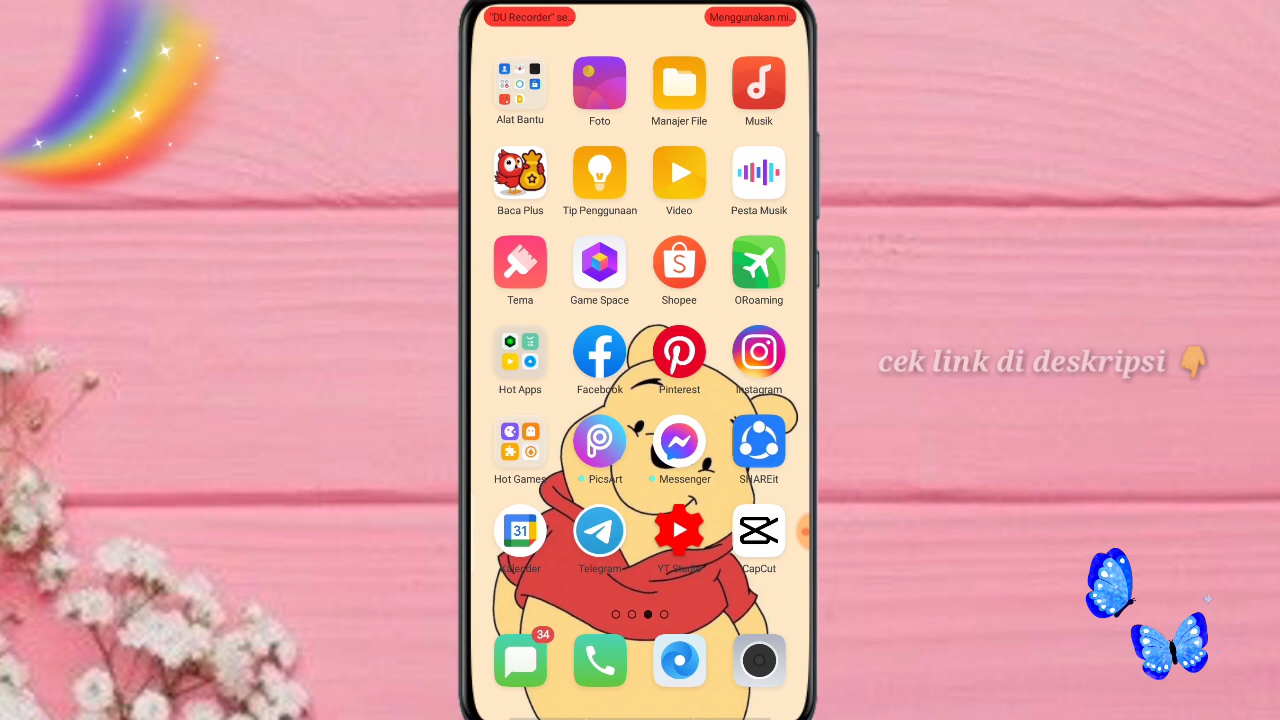 "DU Recorder" se... Menggunakan mi...
Alat Bantu Foto Manajer File Musik
Baca Plus Tip Penggunaan Video Pesta Musik
Tema Game Space Shopee ORoaming
cek link di deskripsi 👇
Hot Apps Facebook Pinterest Instagram
Hot Games PicsArt Messenger SHAREit
31
Kalender Telegram YT Studio CapCut
34